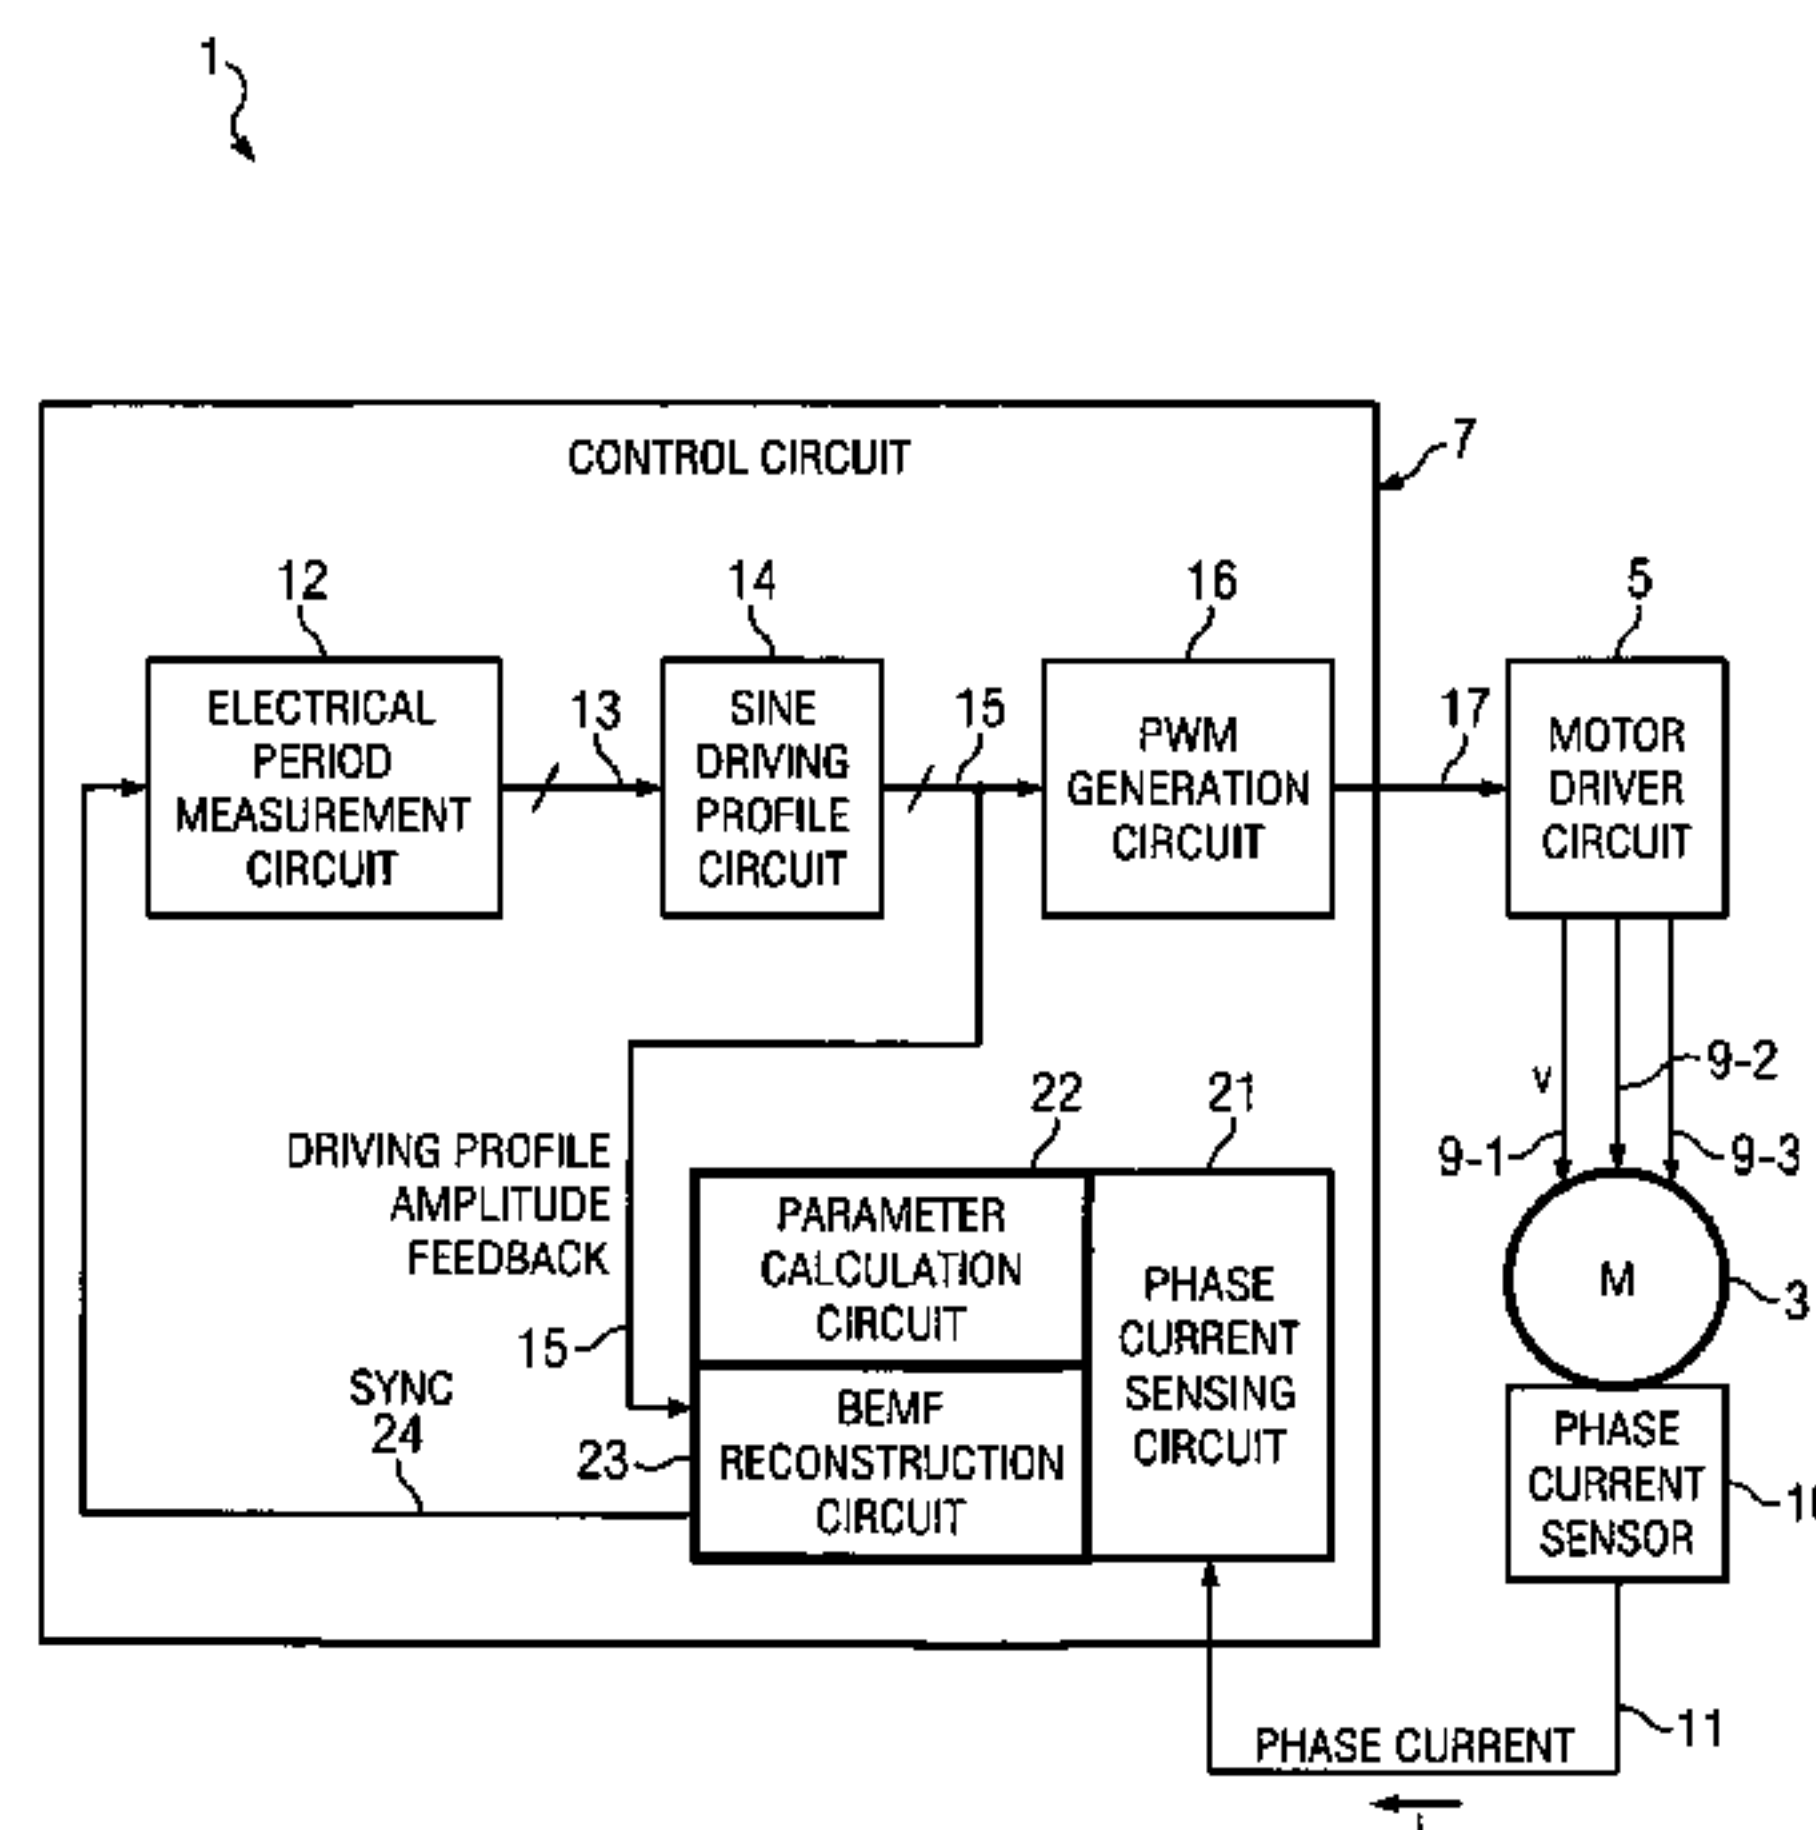 1
CONTROL CIRCUIT
7
12
14
16
5
ELECTRICAL
PERIOD
MEASUREMENT
CIRCUIT
13
SINE
DRIVING
PROFILE
CIRCUIT
15
PWM
GENERATION
CIRCUIT
17
MOTOR
DRIVER
CIRCUIT
V
9-1
9-2
9-3
DRIVING PROFILE
AMPLITUDE
FEEDBACK
15
22
21
PARAMETER
CALCULATION
CIRCUIT
PHASE
CURRENT
SENSING
CIRCUIT
M
3
SYNC
24
23
BEMF
RECONSTRUCTION
CIRCUIT
PHASE
CURRENT
SENSOR
PHASE CURRENT
11